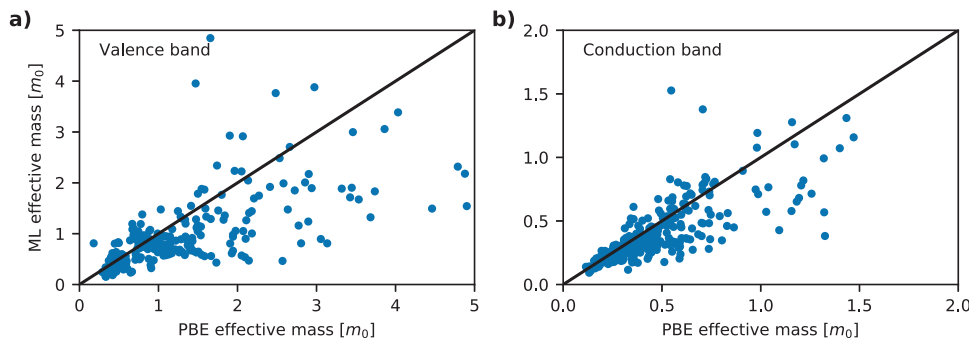 a)
Valence band
ML effective mass [m₀]
5
4
3
2
1
0
0 1 2 3 4 5
PBE effective mass [m₀]
b)
Conduction band
2.0
1.5
1.0
0.5
0.0
0.0 0.5 1.0 1.5 2.0
PBE effective mass [m₀]